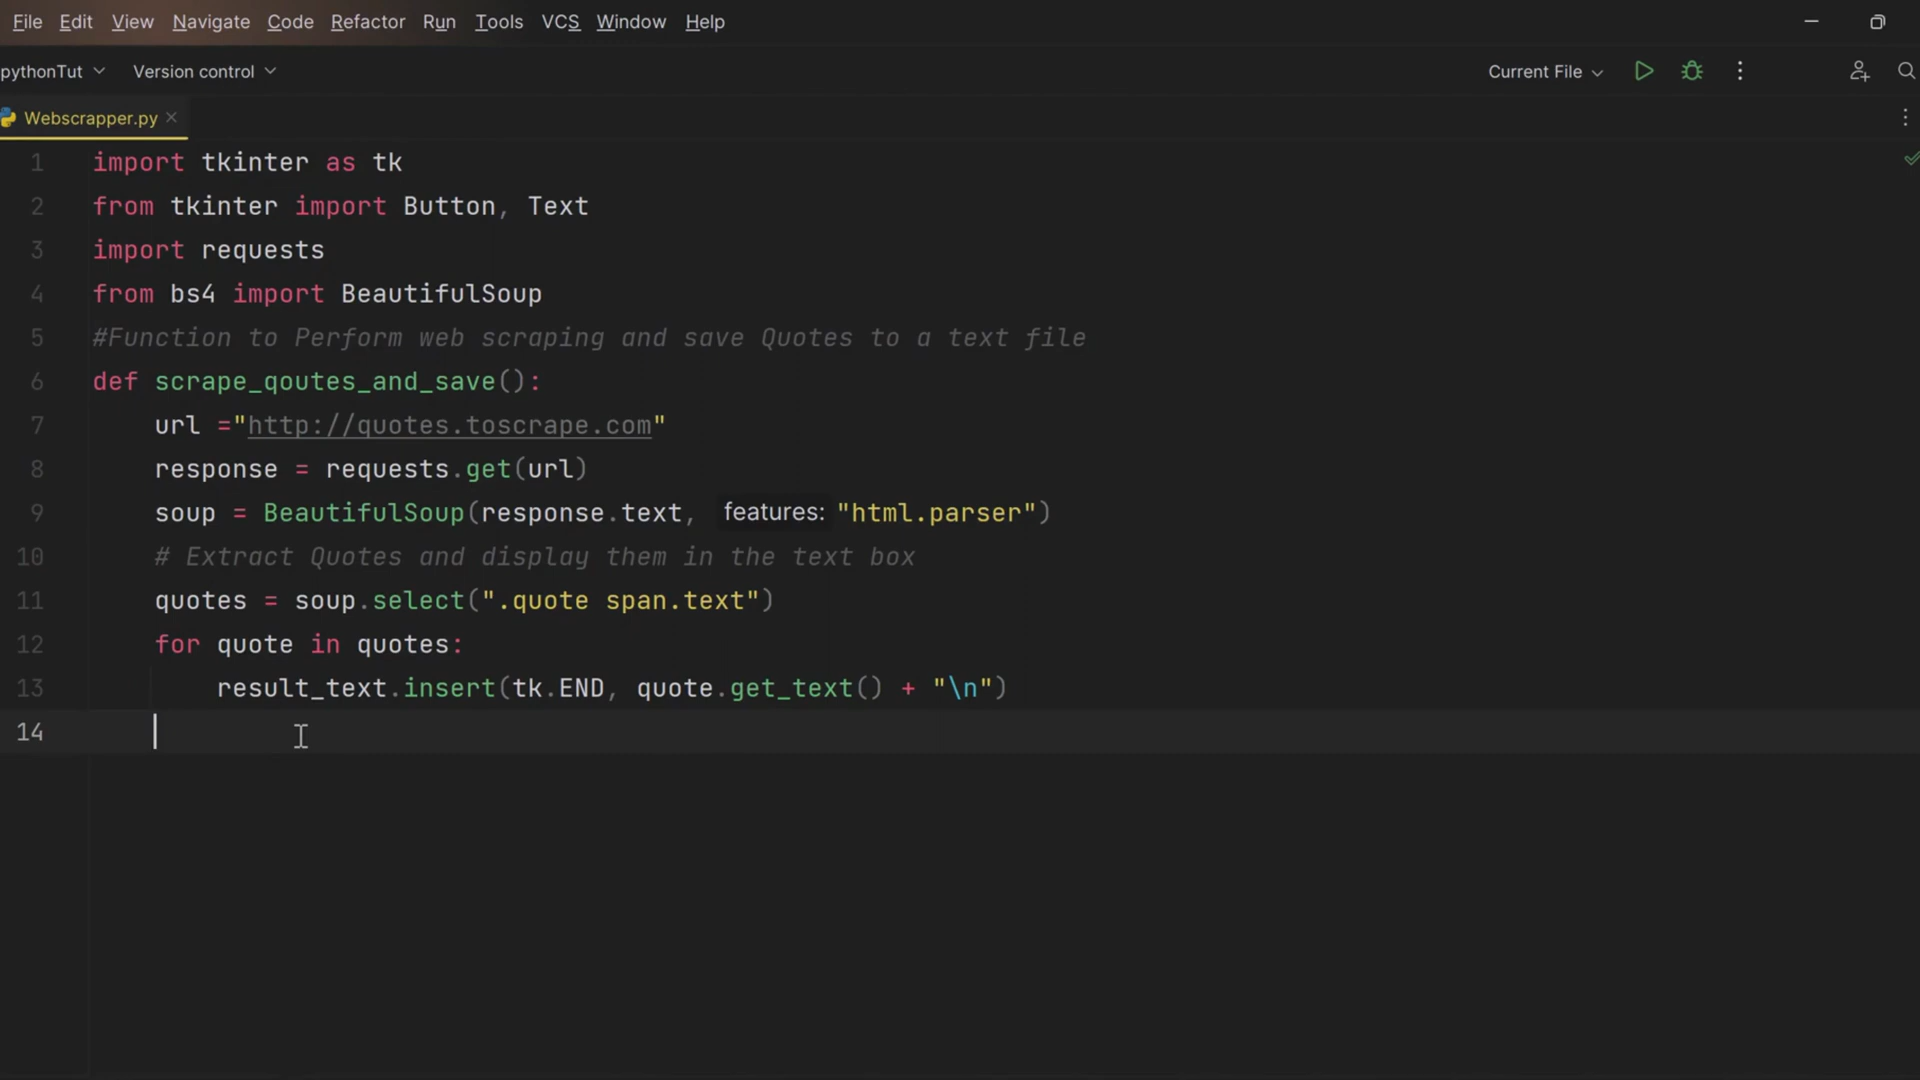 File Edit View Navigate Code Refactor Run Tools VCS Window Help
pythonTut Version control Current File
Webscrapper.py
1 import tkinter as tk
2 from tkinter import Button, Text
3 import requests
4 from bs4 import BeautifulSoup
5 #Function to Perform web scraping and save Quotes to a text file
6 def scrape_qoutes_and_save():
7 url ="http://quotes.toscrape.com"
8 response = requests.get(url)
9 soup = BeautifulSoup(response.text, features: "html.parser")
10 # Extract Quotes and display them in the text box
11 quotes = soup.select(".quote span.text")
12 for quote in quotes:
13 result_text.insert(tk.END, quote.get_text() + "\n")
14